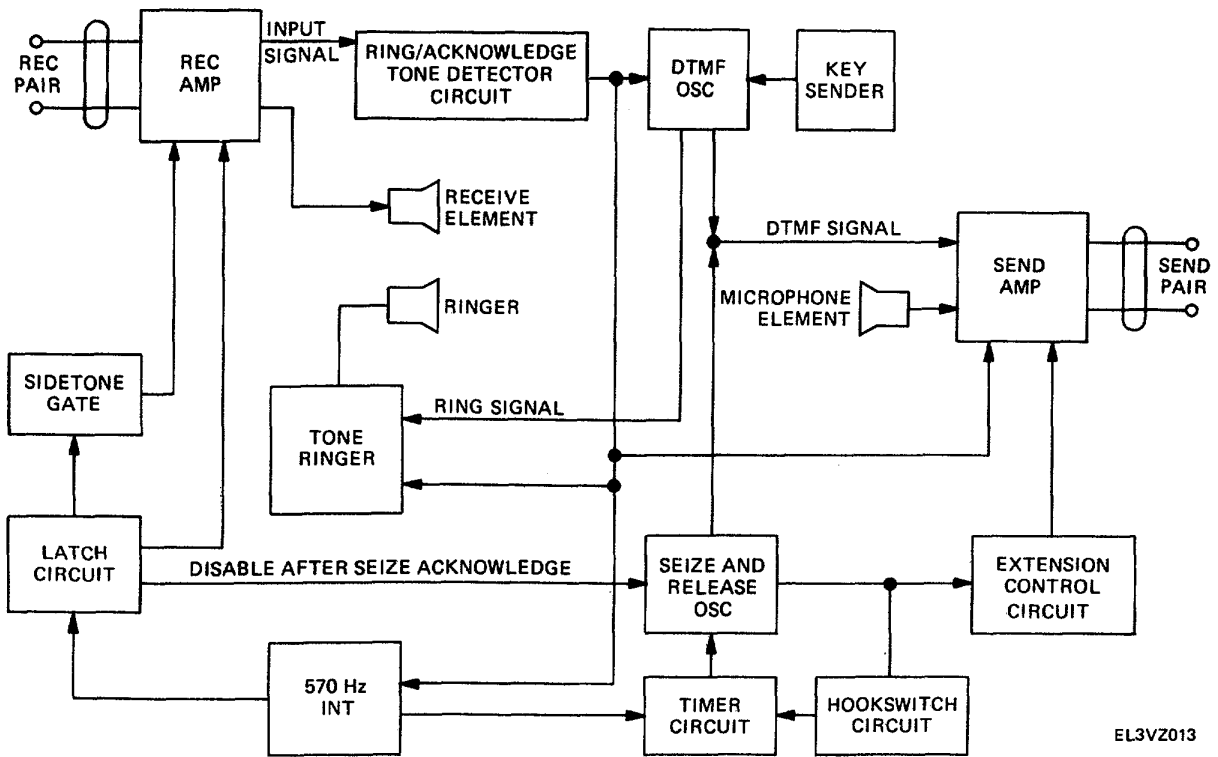 REC
PAIR
REC
AMP
INPUT
SIGNAL
RING/ACKNOWLEDGE
TONE DETECTOR
CIRCUIT
DTMF
OSC
KEY
SENDER
RECEIVE
ELEMENT
RINGER
DTMF SIGNAL
MICROPHONE
ELEMENT
SEND
AMP
SEND
PAIR
SIDETONE
GATE
TONE
RINGER
RING SIGNAL
LATCH
CIRCUIT
DISABLE AFTER SEIZE ACKNOWLEDGE
SEIZE AND
RELEASE
OSC
EXTENSION
CONTROL
CIRCUIT
570 Hz
INT
TIMER
CIRCUIT
HOOKSWITCH
CIRCUIT
EL3VZ013